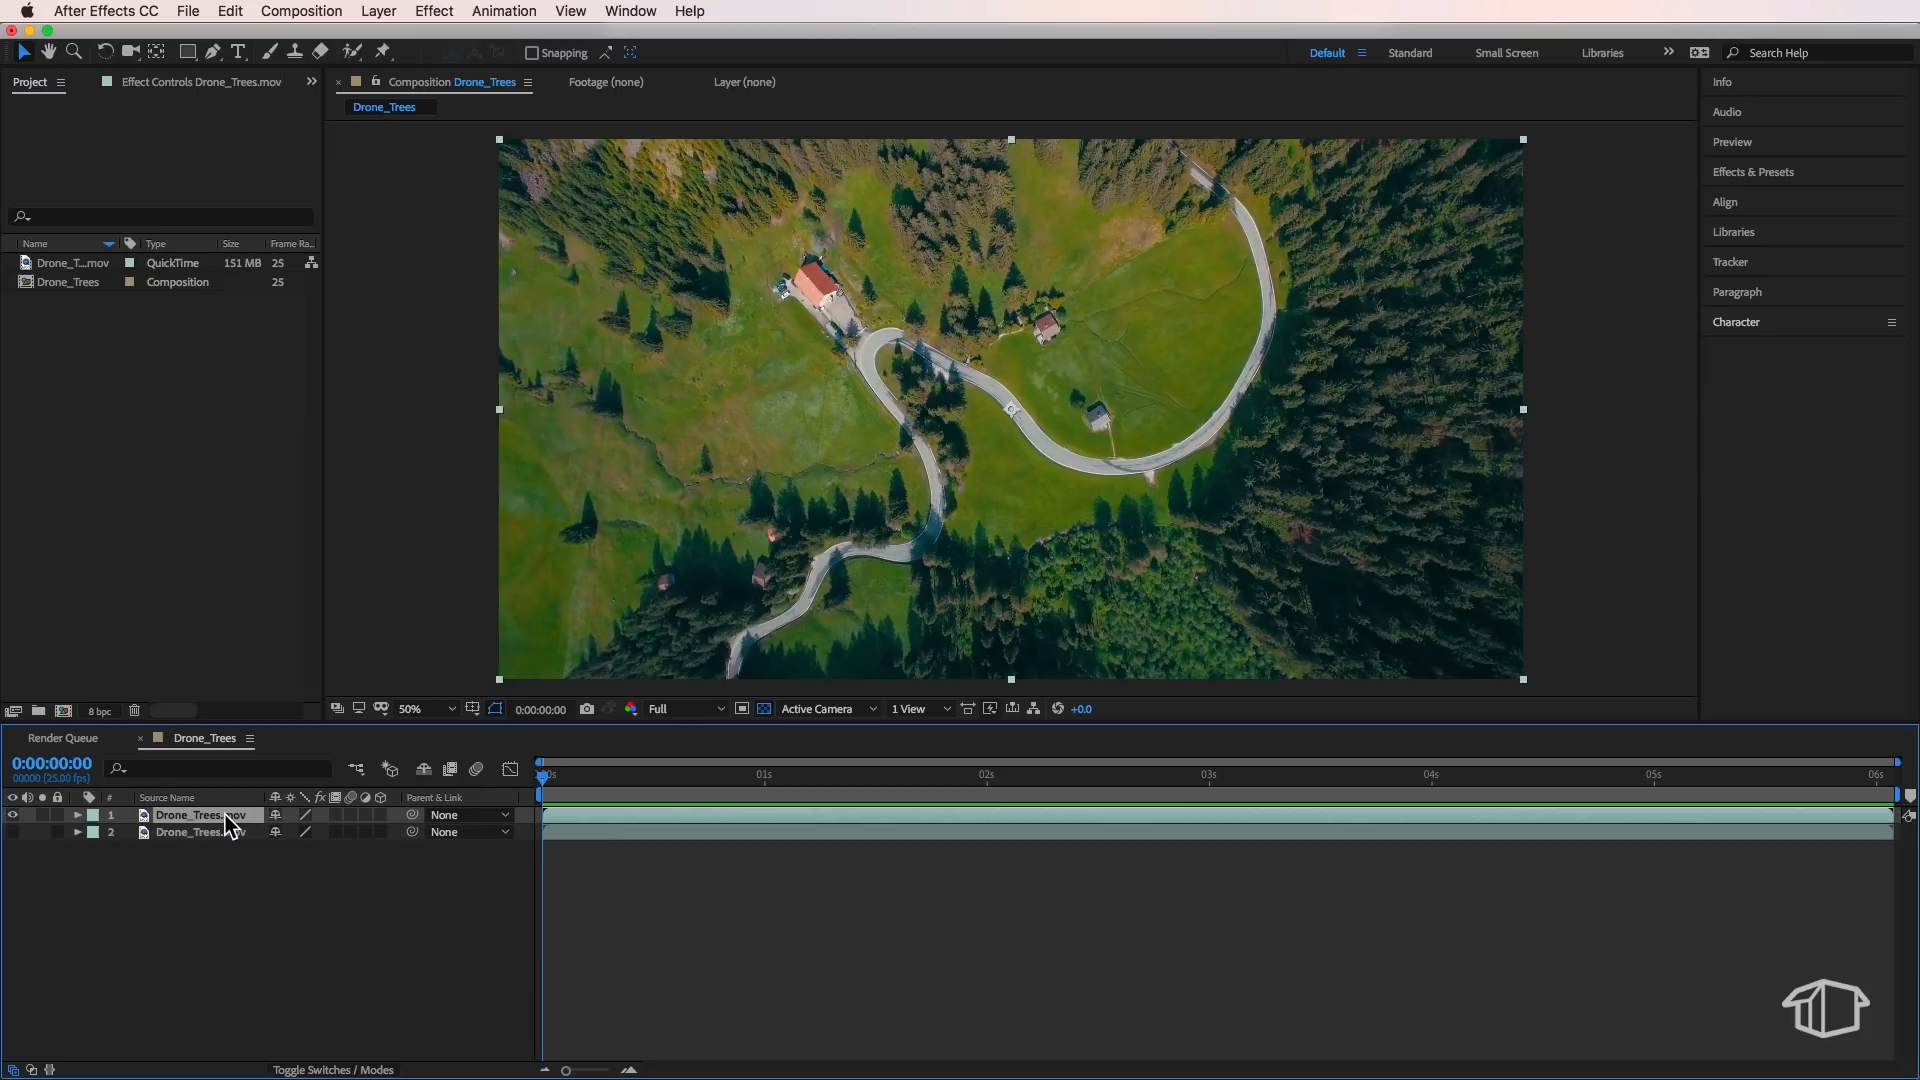 After Effects CC File Edit Composition Layer Effect Animation View Window Help
Snapping
Default Standard Small Screen Libraries Search Help
Project Effect Controls Drone_Trees.mov
Composition Drone_Trees Footage (none) Layer (none)
Drone_Trees
Info
Audio
Preview
Effects & Presets
Align
Libraries
Tracker
Paragraph
Character
Name Type Size Frame Ra...
Drone_T...mov QuickTime 151 MB 25
Drone_Trees Composition 25
8 bpc
50% 0:00:00:00 Full Active Camera 1 View +0.0
Render Queue Drone_Trees
0:00:00:00
00000 (25.00 fps)
01s 02s 03s 04s 05s 06s
# Source Name Parent & Link
1 Drone_Trees.mov None
2 Drone_Trees.mov None
Toggle Switches / Modes